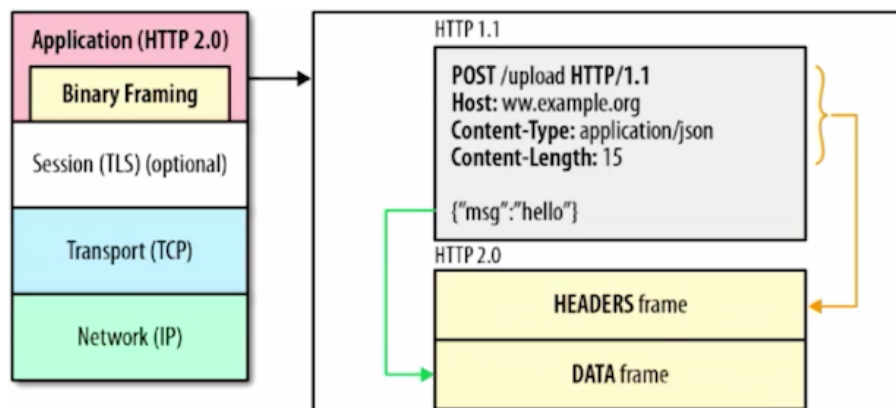 Application (HTTP 2.0)
Binary Framing
Session (TLS) (optional)
Transport (TCP)
Network (IP)
HTTP 1.1
POST /upload HTTP/1.1
Host: ww.example.org
Content-Type: application/json
Content-Length: 15
{"msg":"hello"}
HTTP 2.0
HEADERS frame
DATA frame